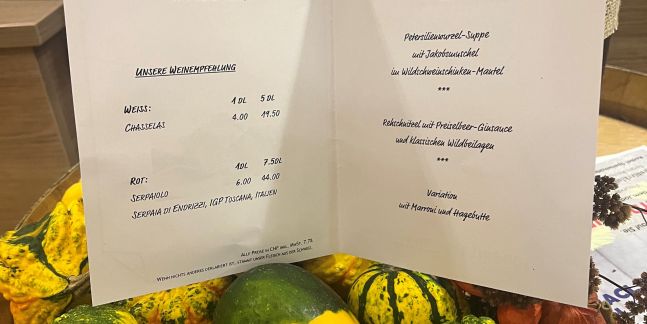 UNSERE WEINEMPFEHLUNG
WEISS: 1 DL 5 DL
CHASSELAS 4.00 19.50
ROT: 1DL 7.5DL
SERPAIOLO 6.00 44.00
SERPAIA DI ENDRIZZI, IGP TOSCANA, ITALIEN
ALLE PREISE IN CHF INKL. MWST. 7.7%
WENN NICHTS ANDERES DEKLARIERT IST, STAMMT UNSER FLEISCH AUS DER SCHWEIZ.
Petersilienwurzel-Suppe
mit Jakobsmuschel
im Wildschweinschinken-Mantel
***
Rehschnitzel mit Preiselbeer-Ginsauce
und klassischen Wildbeilagen
***
Variation
mit Marroni und Hagebutte